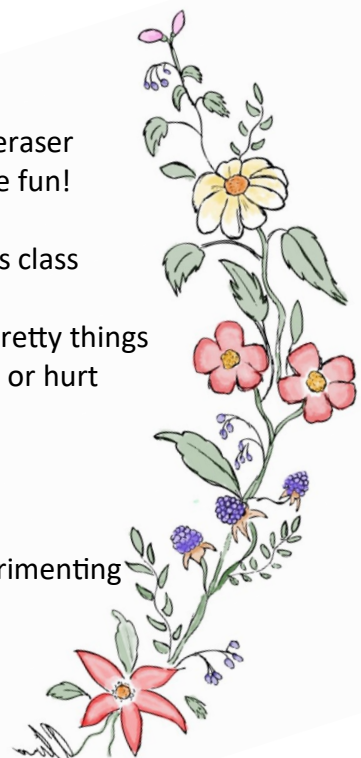 eraser
e fun!
s class
retty things
or hurt
rimenting